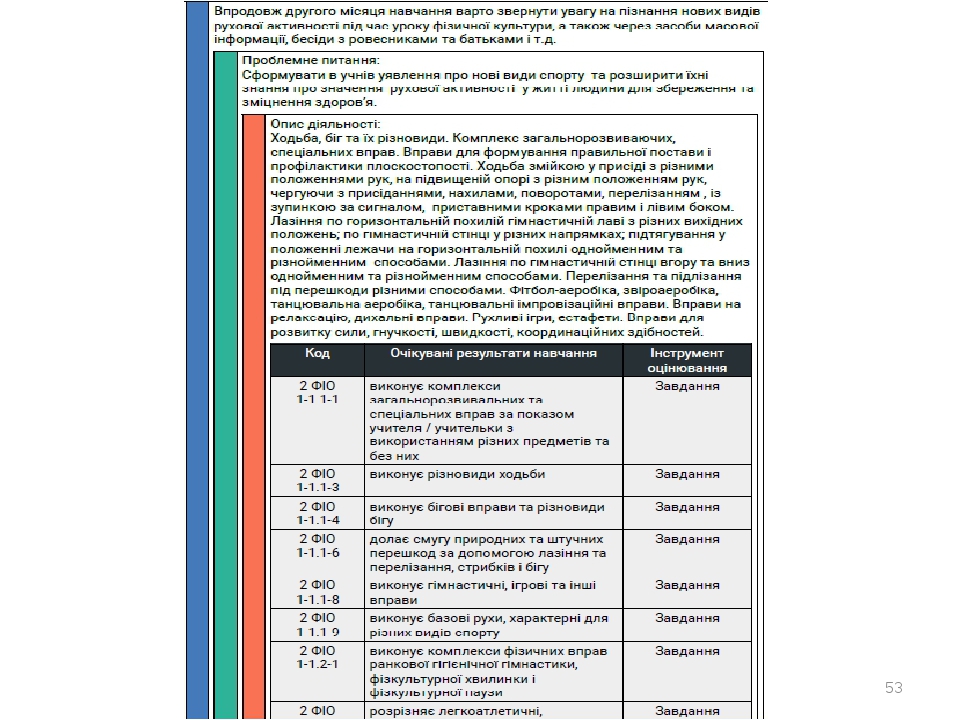 Впродовж другого місяця навчання варто звернути увагу на пізнання нових видів
рухової активності під час уроку фізичної культури, а також через засоби масової
інформації, бесіди з ровесниками та батьками і т.д.
Проблемне питання:
Сформувати в учнів уявлення про нові види спорту та розширити їхні
знання про значення рухової активності у житті людини для збереження та
зміцнення здоров'я.
Опис діяльності:
Ходьба, біг та їх різновиди. Комплекс загальнорозвиваючих,
спеціальних вправ. Вправи для формування правильної постави і
профілактики плоскостопості. Ходьба змійкою у присіді з різними
положеннями рук, на підвищеній опорі з різним положенням рук,
чергуючи з присіданнями, нахилами, поворотами, перелізанням , із
зупинкою за сигналом, приставними кроками правим і лівим боком.
Лазіння по горизонтальній похилій гімнастичній лаві з різних вихідних
положень; по гімнастичній стінці у різних напрямках; підтягування у
положенні лежачи на горизонтальній похилі однойменним та
різнойменним способами. Лазіння по гімнастичній стінці вгору та вниз
однойменним та різнойменним способами. Перелізання та підлізання
під перешкоди різними способами. Фітбол-аеробіка, звіроаеробіка,
танцювальна аеробіка, танцювальні імпровізаційні вправи. Вправи на
релаксацію, дихальні вправи. Рухливі ігри, естафети. Вправи для
розвитку сили, гнучкості, швидкості, координаційних здібностей.
Код Очікувані результати навчання Інструмент
оцінювання
2 ФІО виконує комплекси Завдання
1-1.1-1 загальнорозвивальних та
спеціальних вправ за показом
учителя / учительки з
використанням різних предметів та
без них
2 ФІО виконує різновиди ходьби Завдання
1-1.1-3
2 ФІО виконує бігові вправи та різновиди Завдання
1-1.1-4 бігу
2 ФІО долає смугу природних та штучних Завдання
1-1.1-6 перешкод за допомогою лазіння та
перелізання, стрибків і бігу
2 ФІО виконує гімнастичні, ігрові та інші Завдання
1-1.1-8 вправи
2 ФІО виконує базові рухи, характерні для Завдання
1-1.1-9 різних видів спорту
2 ФІО виконує комплекси фізичних вправ Завдання
1-1.2-1 ранкової гігієнічної гімнастики,
фізкультурної хвилинки і
фізкультурної паузи
2 ФІО розрізняє легкоатлетичні, Завдання
53